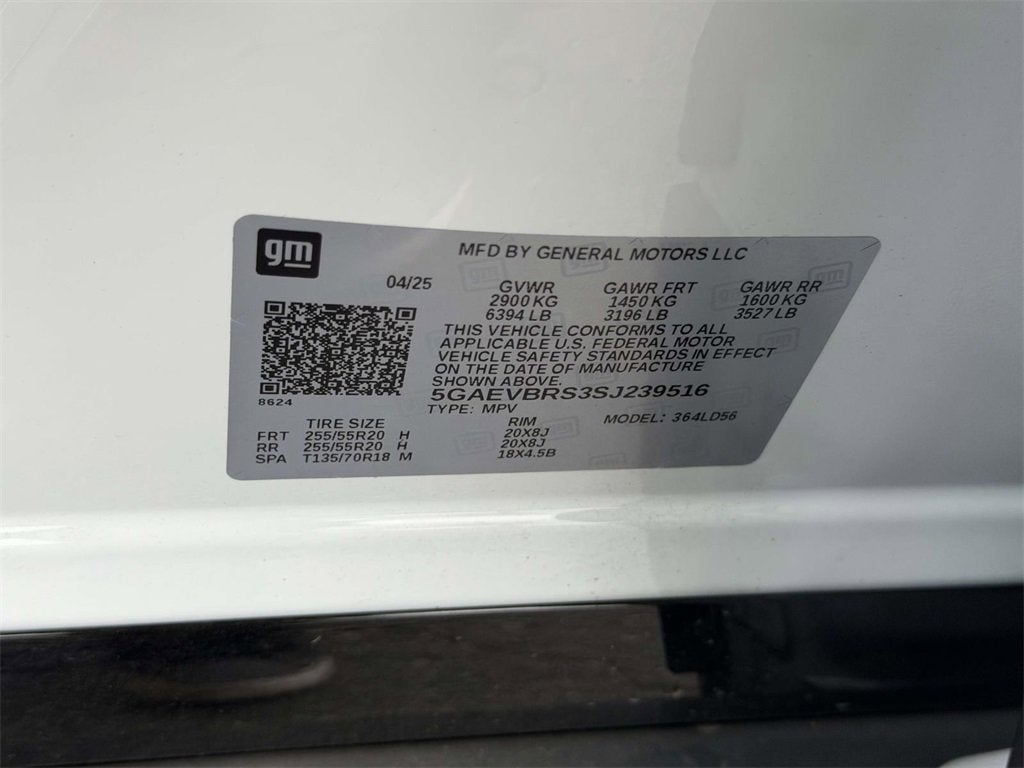 gm
MFD BY GENERAL MOTORS LLC
04/25 GVWR GAWR FRT GAWR RR
2900 KG 1450 KG 1600 KG
6394 LB 3196 LB 3527 LB
THIS VEHICLE CONFORMS TO ALL
APPLICABLE U.S. FEDERAL MOTOR
VEHICLE SAFETY STANDARDS IN EFFECT
ON THE DATE OF MANUFACTURE
SHOWN ABOVE.
8624
5GAEVBRS3SJ239516
TYPE: MPV MODEL: 364LD56
TIRE SIZE RIM
FRT 255/55R20 H 20X8J
RR 255/55R20 H 20X8J
SPA T135/70R18 M 18X4.5B